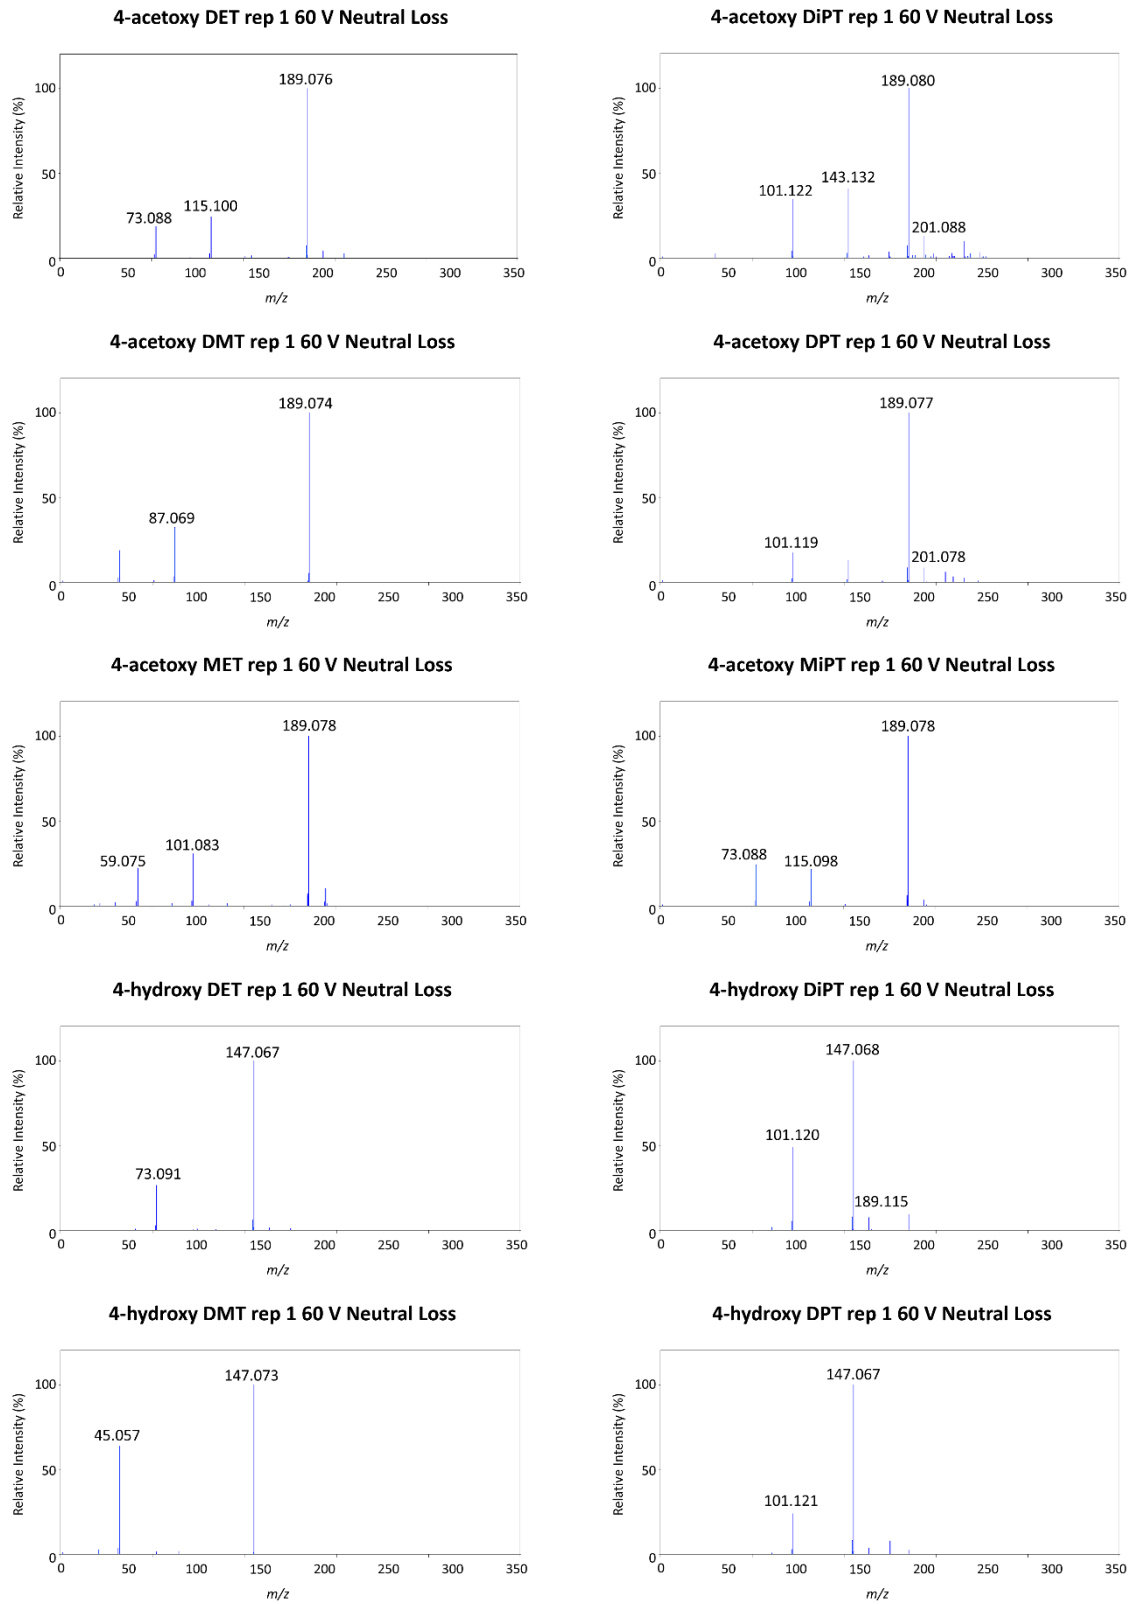 4-acetoxy DET rep 1 60 V Neutral Loss
Relative Intensity (%)
100
50
0
73.088
115.100
189.076
0 50 100 150 200 250 300 350
m/z
4-acetoxy DiPT rep 1 60 V Neutral Loss
Relative Intensity (%)
100
50
0
101.122
143.132
189.080
201.088
0 50 100 150 200 250 300 350
m/z
4-acetoxy DMT rep 1 60 V Neutral Loss
Relative Intensity (%)
100
50
0
87.069
189.074
0 50 100 150 200 250 300 350
m/z
4-acetoxy DPT rep 1 60 V Neutral Loss
Relative Intensity (%)
100
50
0
101.119
189.077
201.078
0 50 100 150 200 250 300 350
m/z
4-acetoxy MET rep 1 60 V Neutral Loss
Relative Intensity (%)
100
50
0
59.075
101.083
189.078
0 50 100 150 200 250 300 350
m/z
4-acetoxy MiPT rep 1 60 V Neutral Loss
Relative Intensity (%)
100
50
0
73.088
115.098
189.078
0 50 100 150 200 250 300 350
m/z
4-hydroxy DET rep 1 60 V Neutral Loss
Relative Intensity (%)
100
50
0
73.091
147.067
0 50 100 150 200 250 300 350
m/z
4-hydroxy DiPT rep 1 60 V Neutral Loss
Relative Intensity (%)
100
50
0
101.120
147.068
189.115
0 50 100 150 200 250 300 350
m/z
4-hydroxy DMT rep 1 60 V Neutral Loss
Relative Intensity (%)
100
50
0
45.057
147.073
0 50 100 150 200 250 300 350
m/z
4-hydroxy DPT rep 1 60 V Neutral Loss
Relative Intensity (%)
100
50
0
101.121
147.067
0 50 100 150 200 250 300 350
m/z